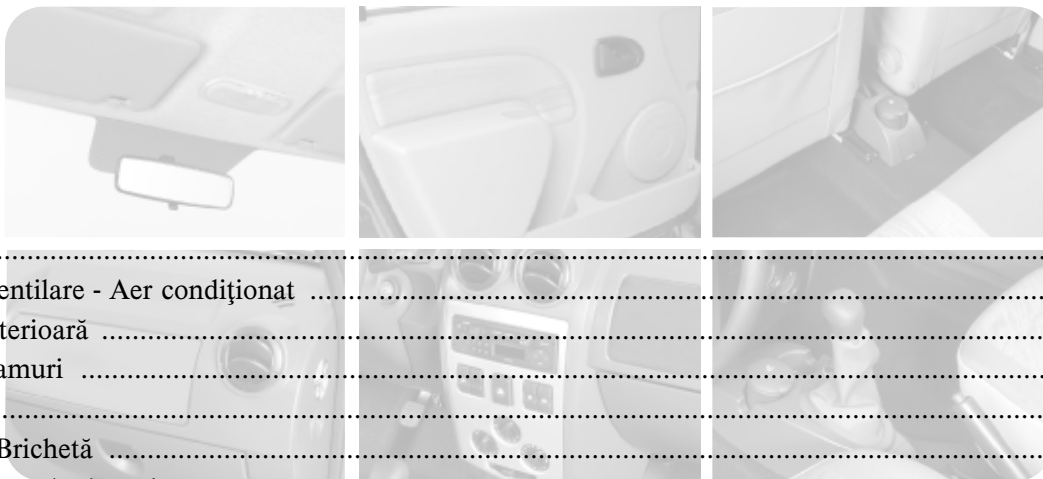 ..........
entilare - Aer condiţionat ..........
terioară ..........
amuri ..........
..........
Brichetă ..........